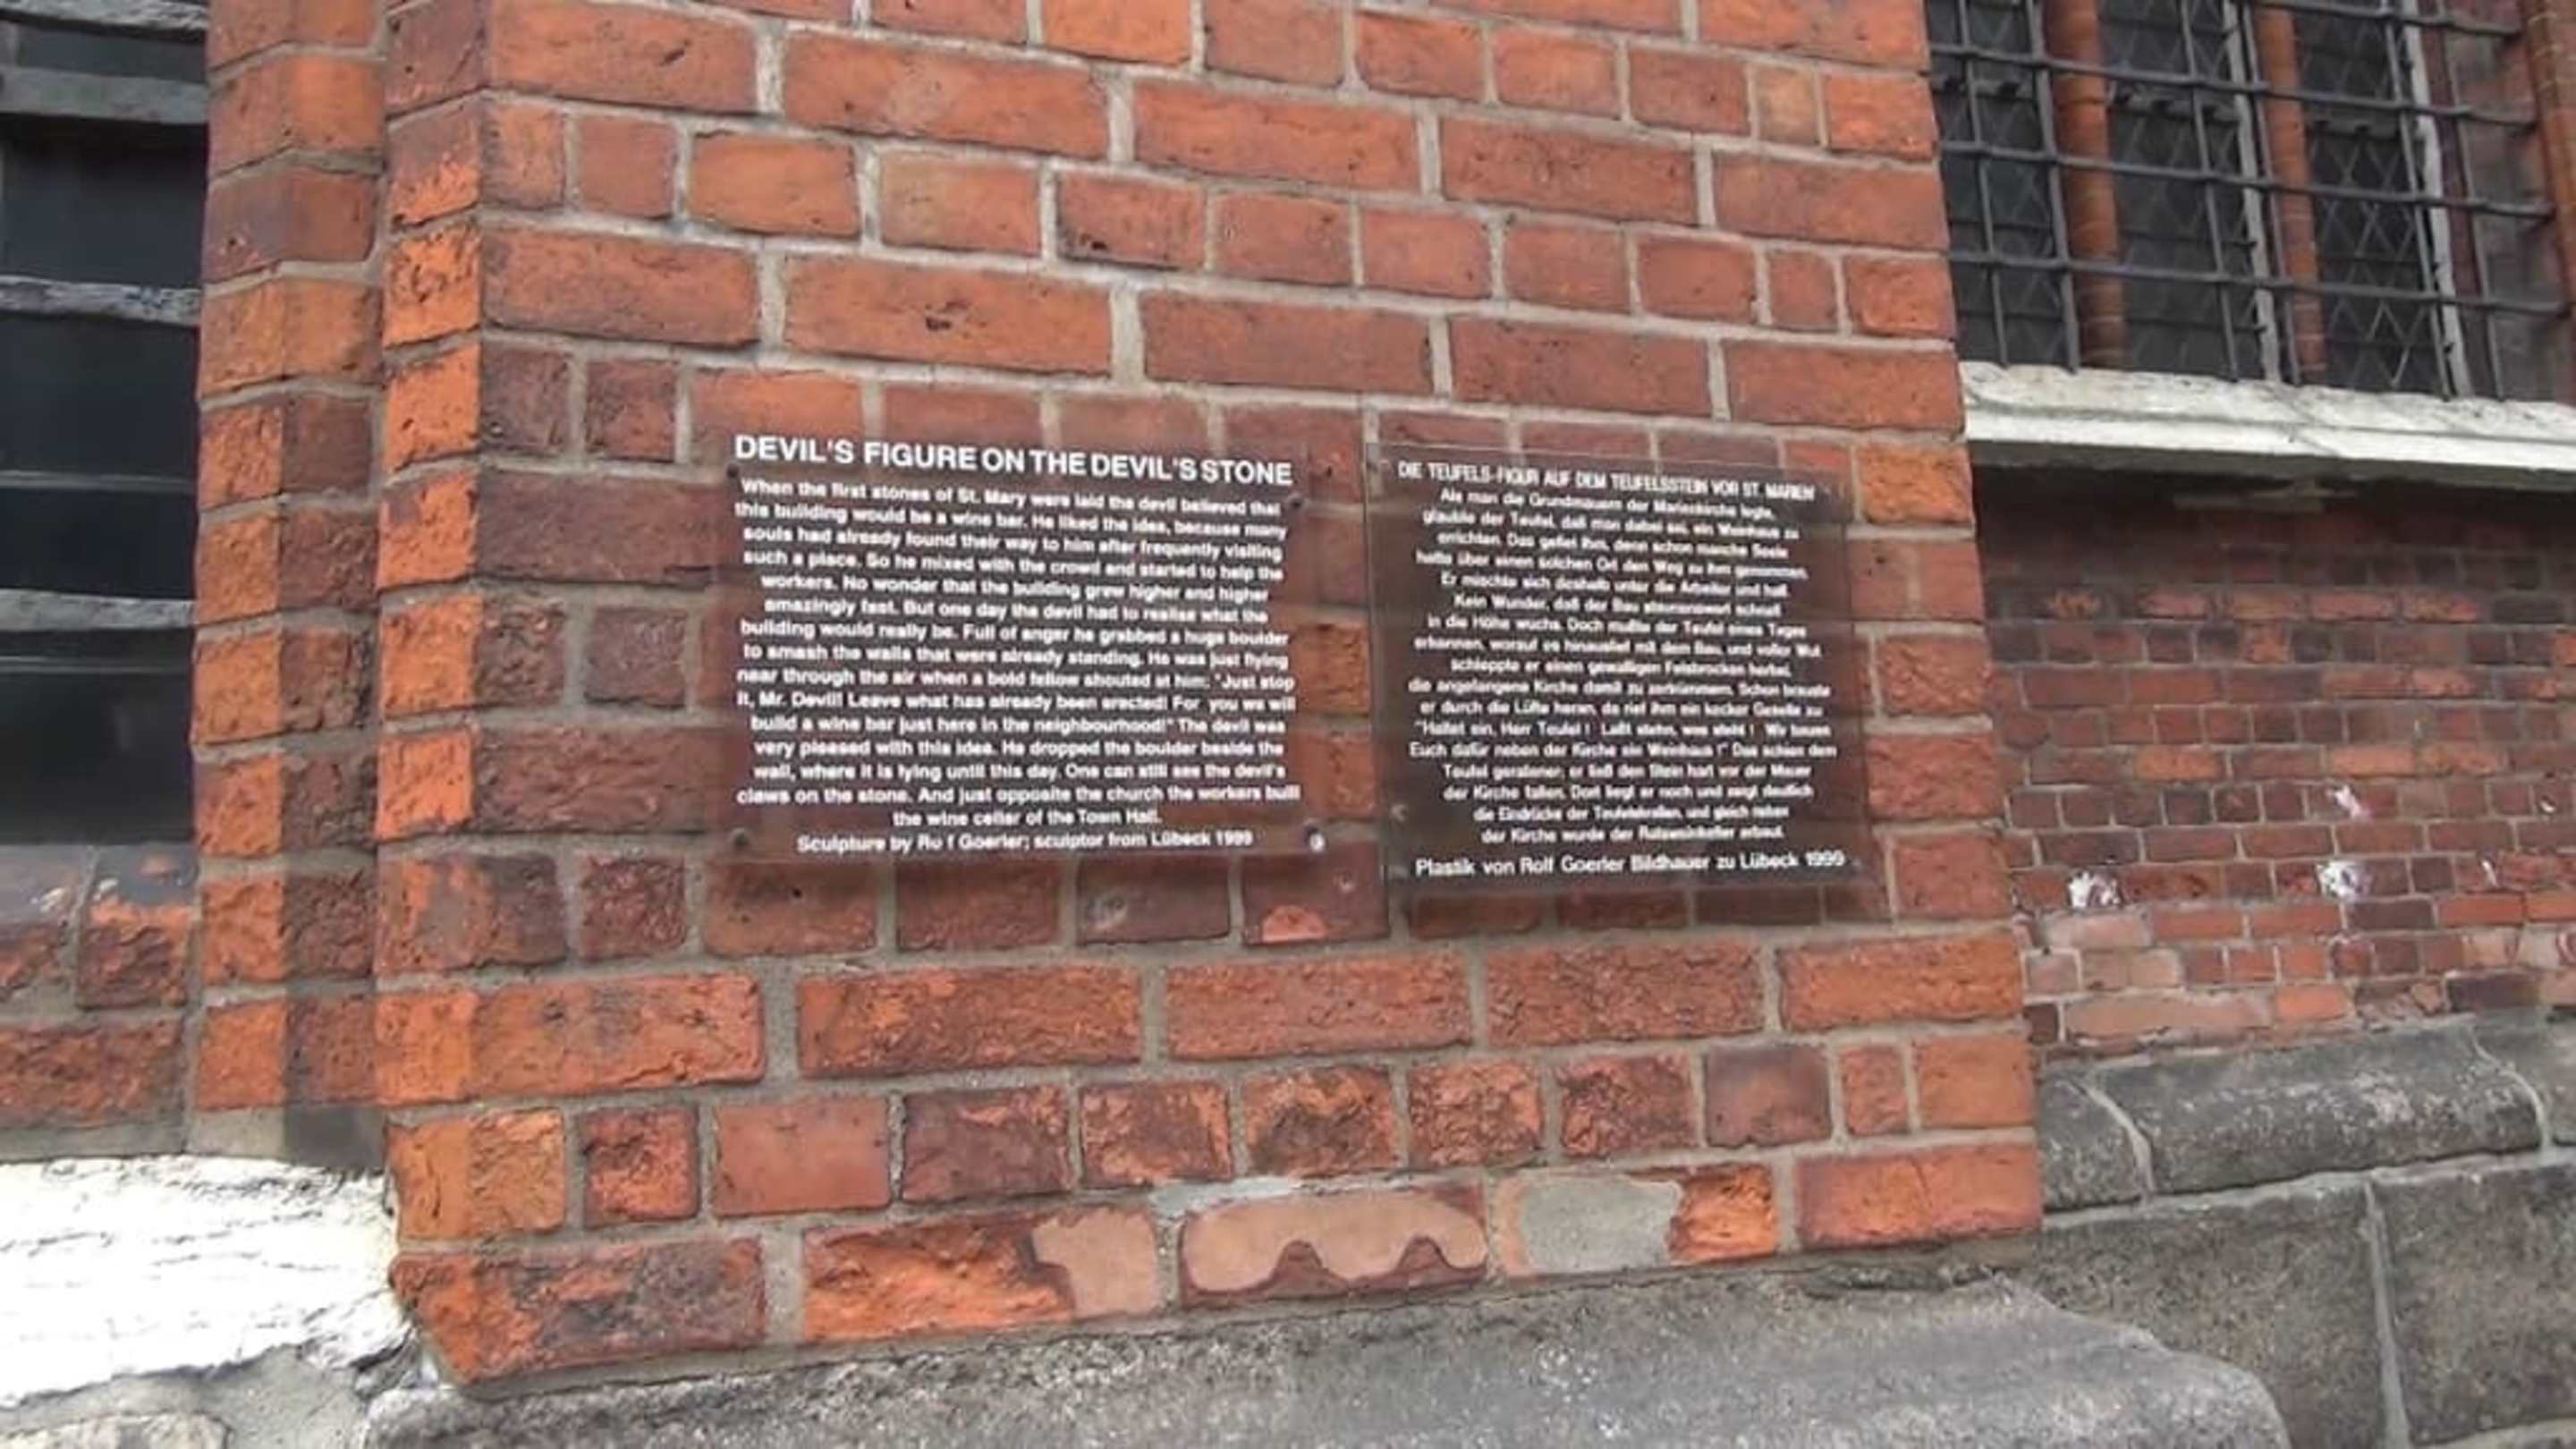 DEVIL'S FIGURE ON THE DEVIL'S STONE
When the first stones of St. Mary were laid the devil believed that
this building would be a wine bar. He liked the idea, because many
souls had already found their way to him after frequently visiting
such a place. So he mixed with the crowd and started to help the
workers. No wonder that the building grew higher and higher
amazingly fast. But one day the devil had to realise what the
building would really be. Full of anger he grabbed a huge boulder
to smash the walls that were already standing. He was just flying
near through the air when a bold fellow shouted at him: "Just stop
it, Mr. Devil! Leave what has already been erected! For you we will
build a wine bar just here in the neighbourhood!" The devil was
very pleased with this idea. He dropped the boulder beside the
wall, where it is lying until this day. One can still see the devil's
claws on the stone. And just opposite the church the workers built
the wine cellar of the Town Hall.
Sculpture by Ro f Goerler; sculptor from Lübeck 1999
DIE TEUFELS-FIGUR AUF DEM TEUFELSSTEIN VOR ST. MARIEN
Als man die Grundmauern der Marienkirche legte,
glaubte der Teufel, daß man dabei sei, ein Weinhaus zu
errichten. Das gefiel ihm, denn schon manche Seele
hatte über einen solchen Ort den Weg zu ihm genommen.
Er mischte sich deshalb unter die Arbeiter und half.
Kein Wunder, daß der Bau staunenswert schnell
in die Höhe wuchs. Doch mußte der Teufel eines Tages
erkennen, worauf es hinauslief mit dem Bau, und voller Wut
schleppte er einen gewaltigen Felsbrocken herbei,
die angefangene Kirche damit zu zertrümmern. Schon brauste
er durch die Lüfte heran, da rief ihm ein kecker Geselle zu
"Haltet ein, Herr Teufel ! Laßt stehn, was steht ! Wir bauen
Euch dafür neben der Kirche ein Weinhaus !" Das schien dem
Teufel geratener; er ließ den Stein hart vor der Mauer
der Kirche fallen. Dort liegt er noch und zeigt deutlich
die Eindrücke der Teufelskrallen, und gleich neben
der Kirche wurde der Ratsweinkeller erbaut.
Plastik von Rolf Goerler Bildhauer zu Lübeck 1999